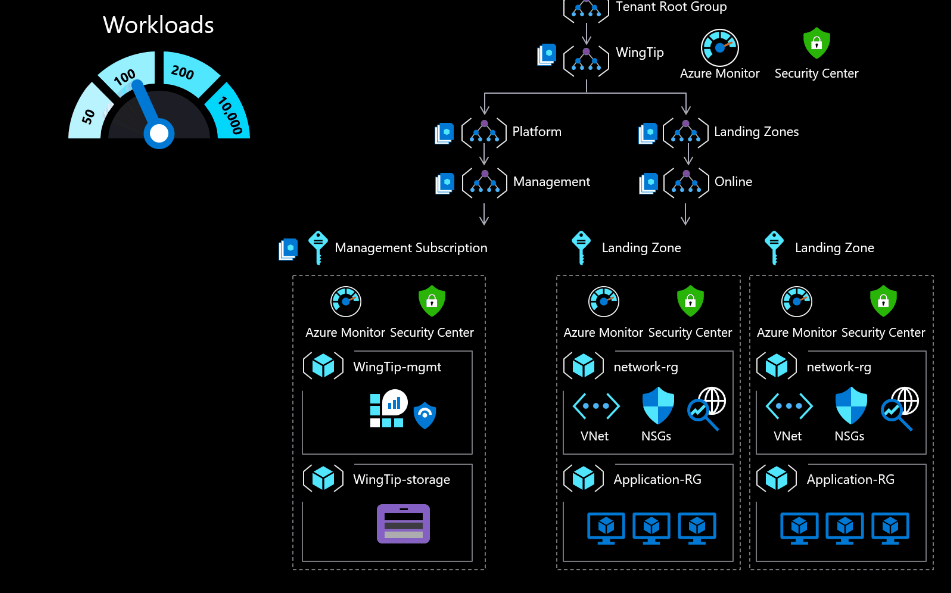 Workloads
50
100
200
10,000
Tenant Root Group
WingTip
Azure Monitor
Security Center
Platform
Landing Zones
Management
Online
Management Subscription
Landing Zone
Landing Zone
Azure Monitor
Security Center
Azure Monitor
Security Center
Azure Monitor
Security Center
WingTip-mgmt
network-rg
network-rg
VNet
NSGs
VNet
NSGs
WingTip-storage
Application-RG
Application-RG